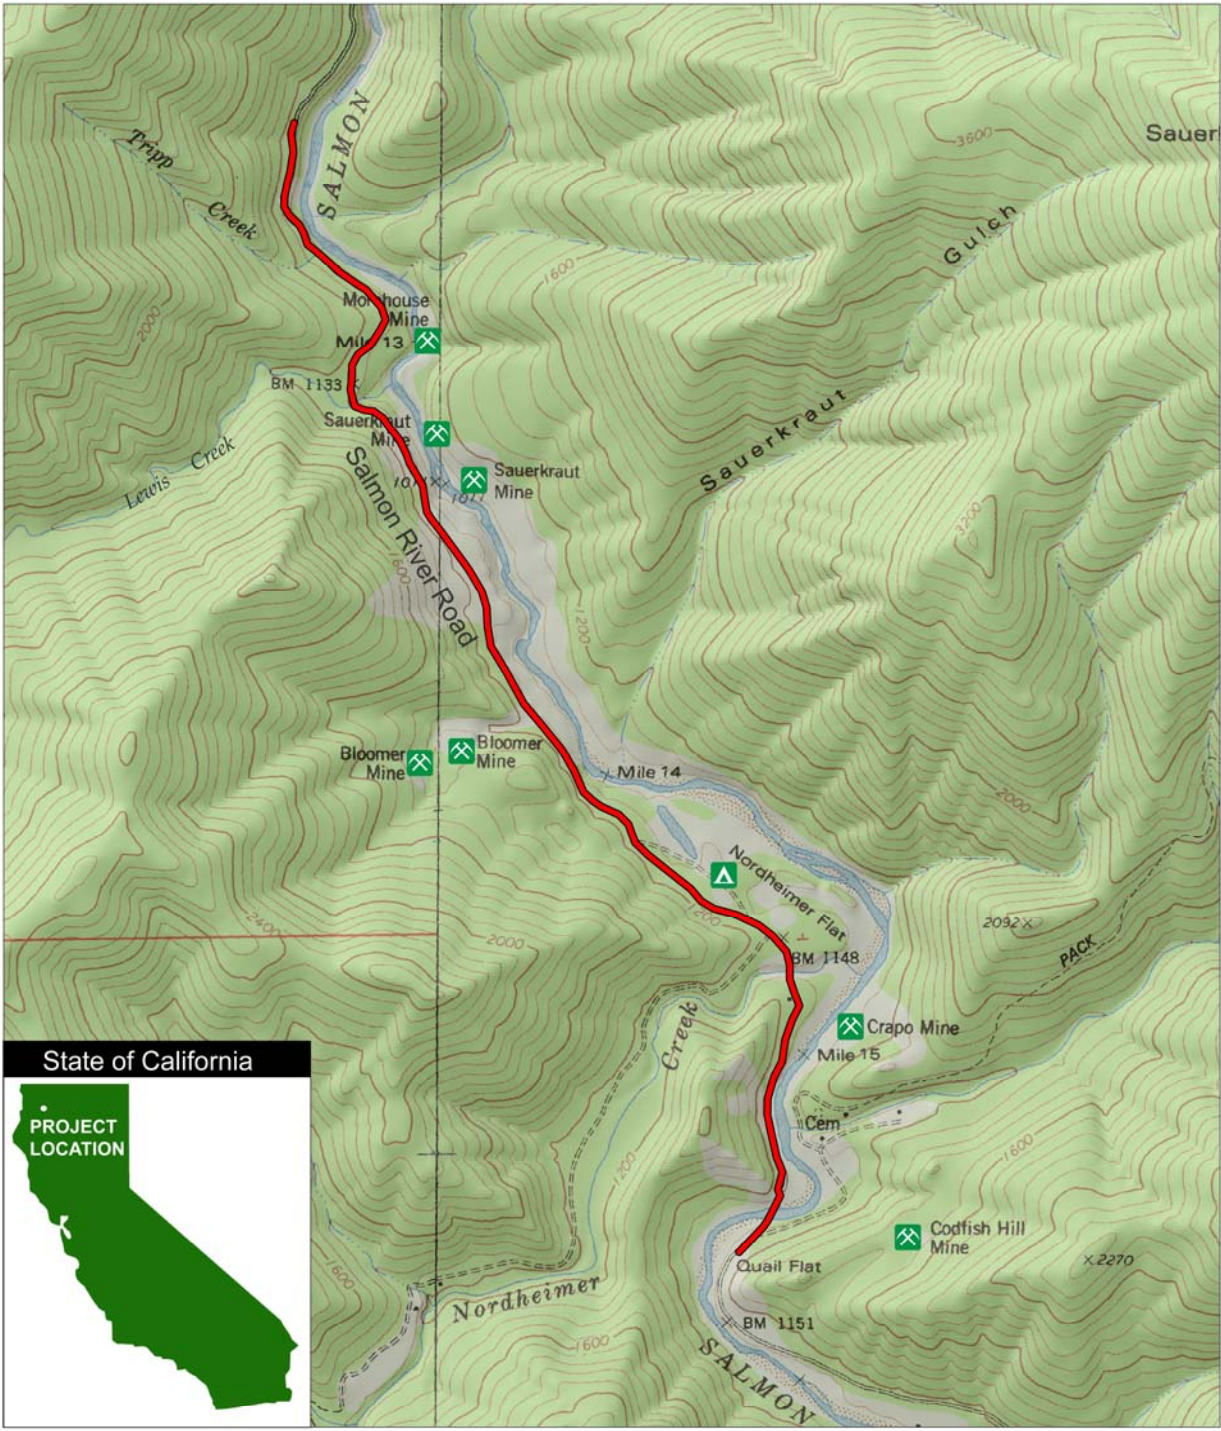 SALMON
3600
Sauer
Tripp
Creek
Gulch
1600
Morehouse
Mine
2000
Mile 13
BM 1133
Sauerkraut
Sauerkraut
Mine
Creek
Lewis
Sauerkraut
Mine
1077
3200
Salmon River Road
1600
1200
Bloomer
Mine
Bloomer
Mine
Mile 14
2000
Nordheimer Flat
1200
2400
2000
2092
PACK
BM 1148
Crapo Mine
Creek
Mile 15
State of California
PROJECT
LOCATION
Cem
1600
1200
Codfish Hill
Mine
2270
Quail Flat
1600
Nordheimer
BM 1151
1600
SALMON